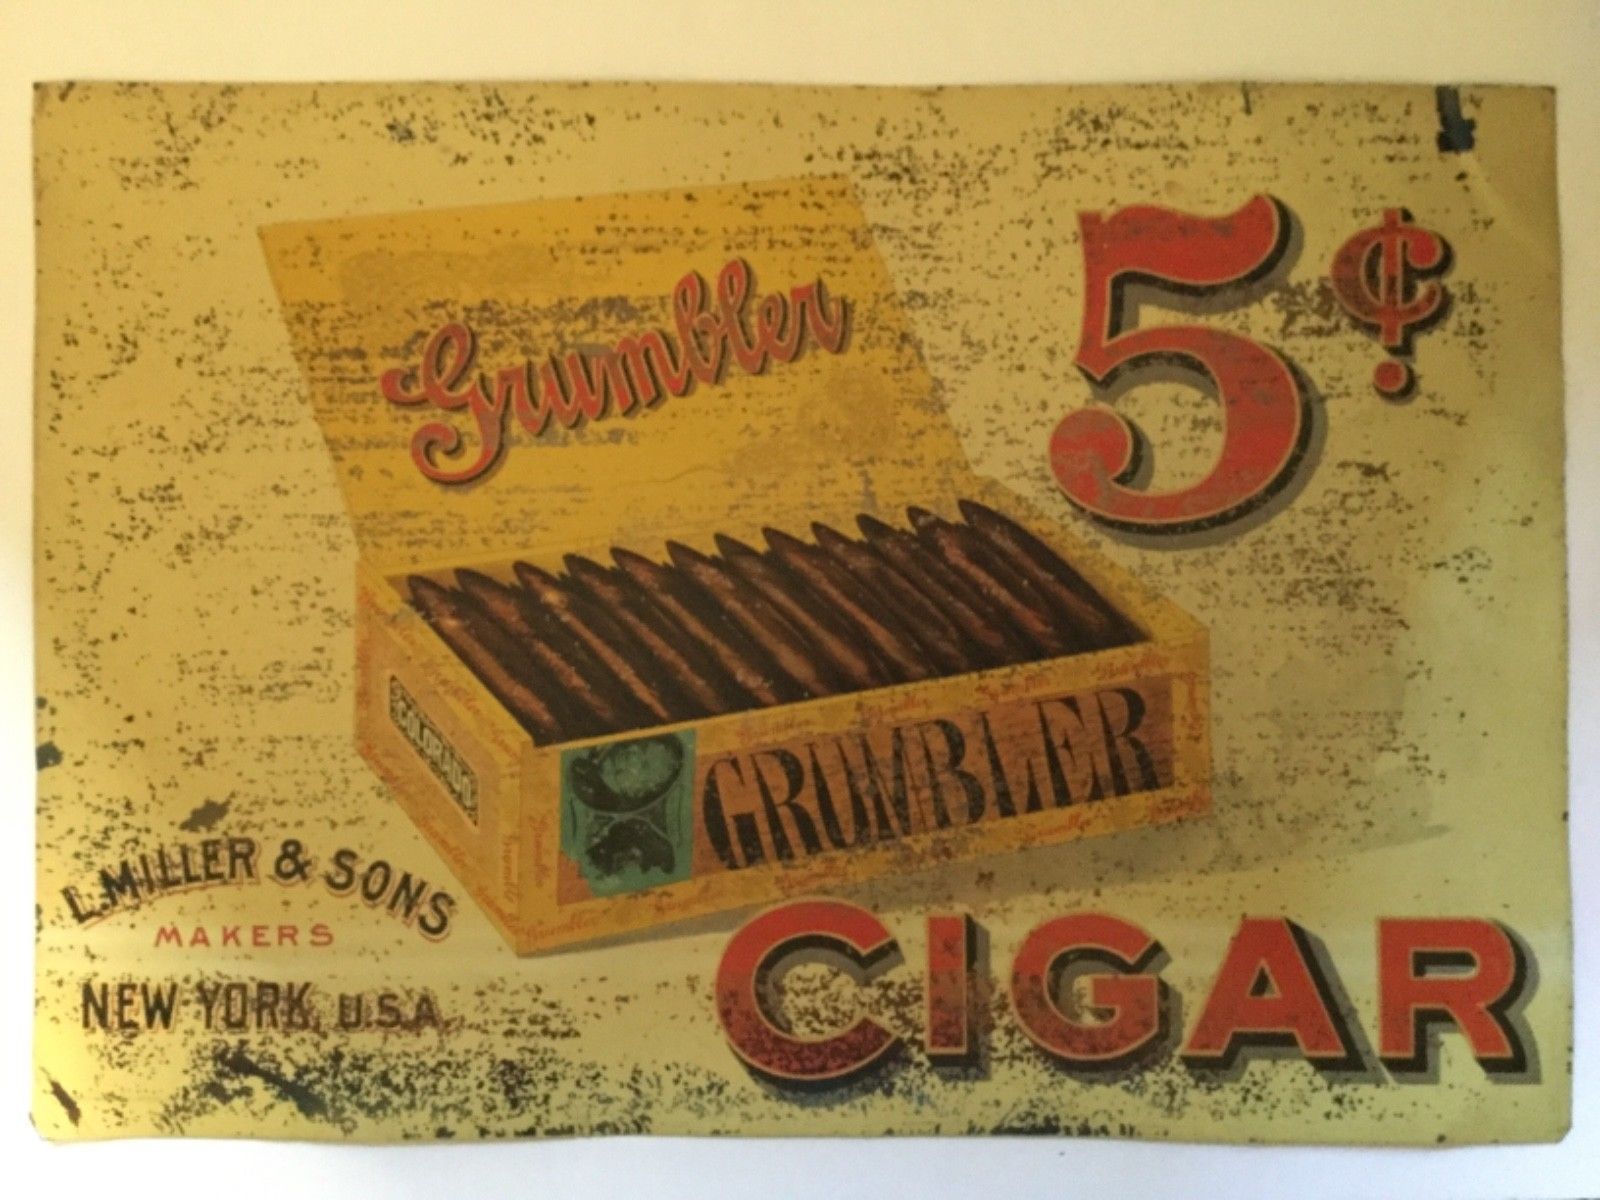 5¢
Grumbler
COLORADO
GRUMBLER
L. MILLER & SONS
MAKERS
NEW YORK, U.S.A.
CIGAR